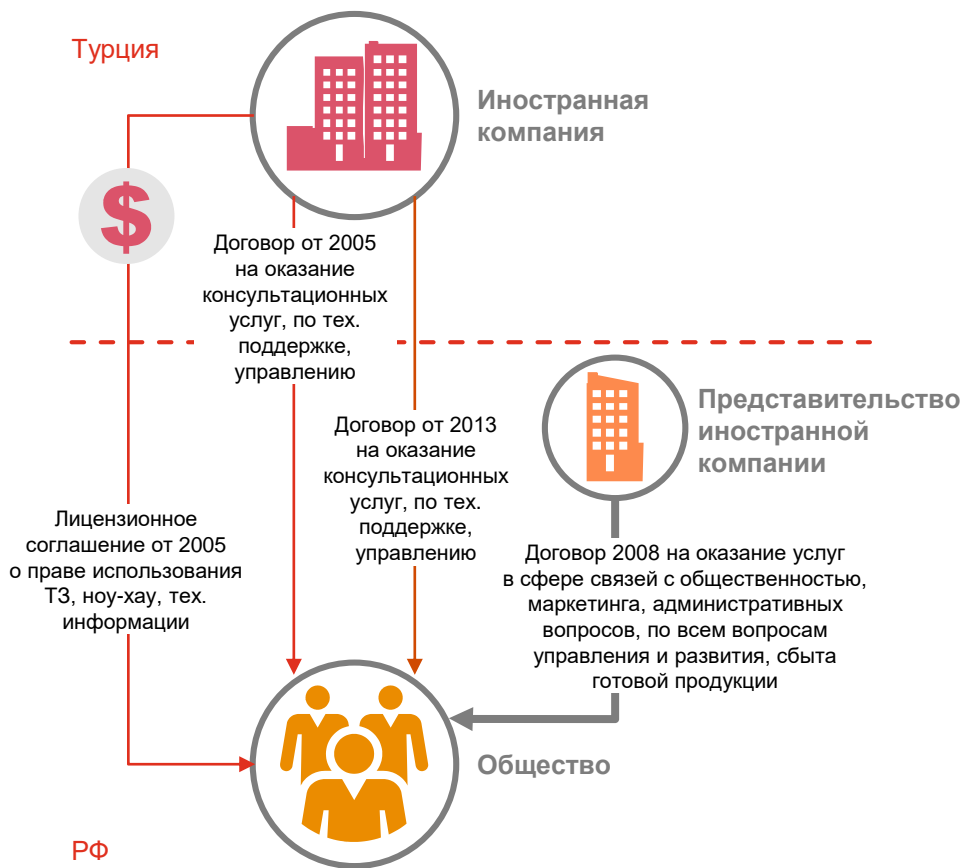 Турция
Иностранная
компания
$
Договор от 2005
на оказание
консультационных
услуг, по тех.
поддержке,
управлению
Представительство
иностранной
компании
Договор от 2013
на оказание
консультационных
услуг, по тех.
поддержке,
управлению
Лицензионное
соглашение от 2005
о праве использования
ТЗ, ноу-хау, тех.
информации
Договор 2008 на оказание услуг
в сфере связей с общественностью,
маркетинга, административных
вопросов, по всем вопросам
управления и развития, сбыта
готовой продукции
Общество
РФ